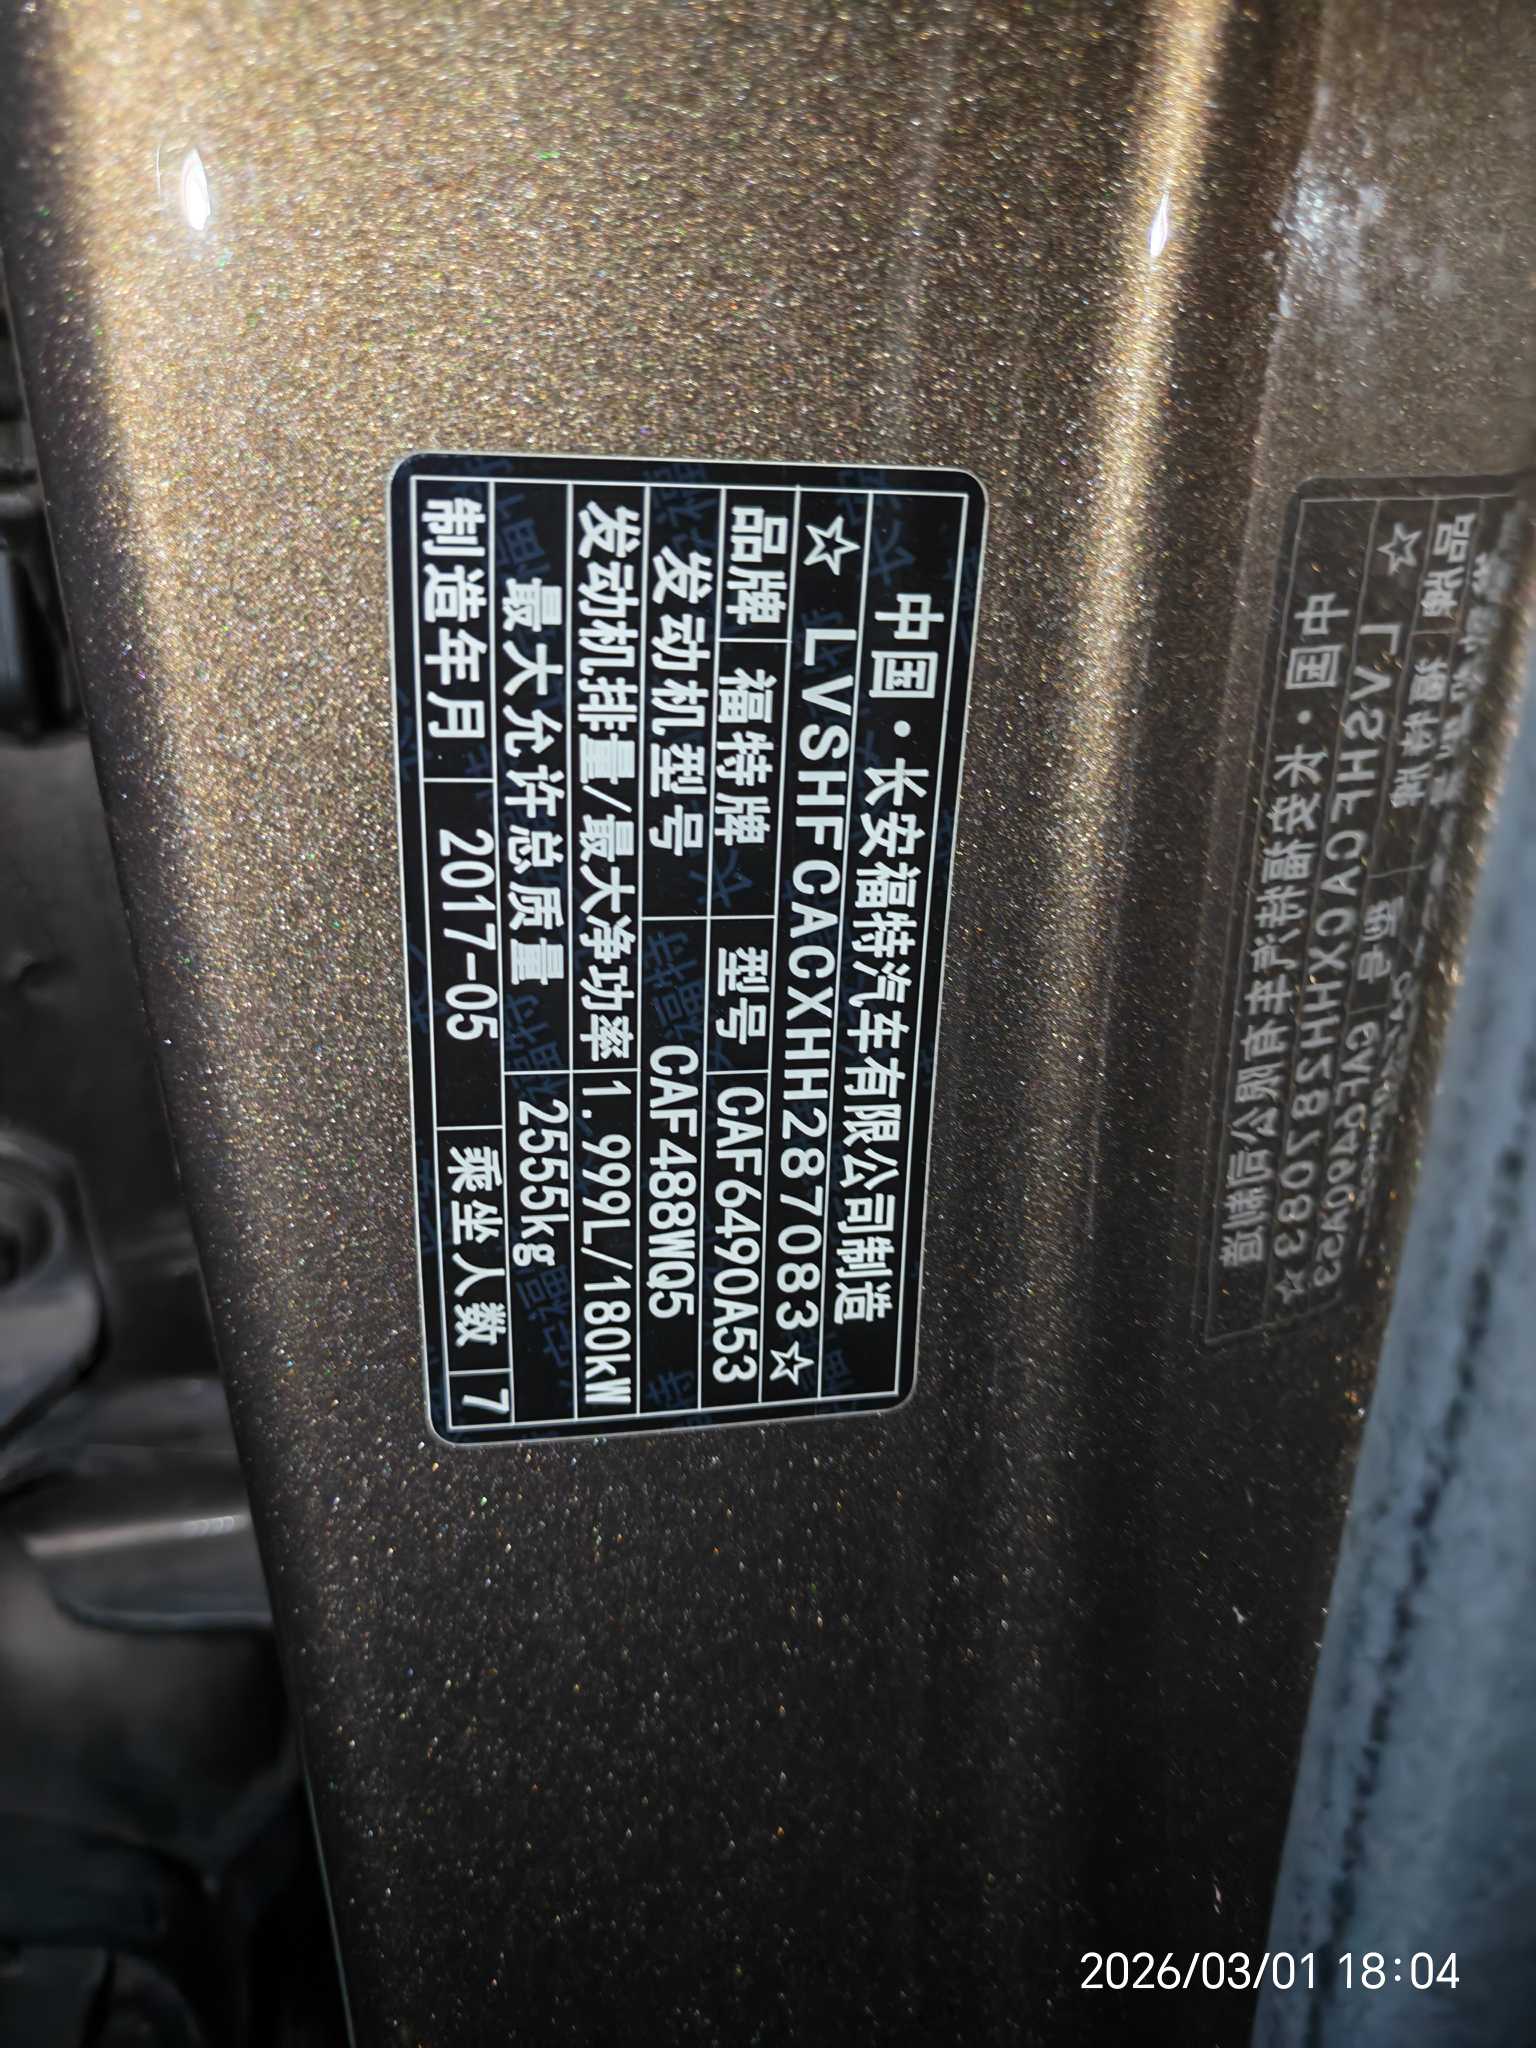 中国·长安福特汽车有限公司制造
☆LVSHFCACXHH287083☆
品牌 福特牌 型号 CAF6490A53
发动机型号 CAF488WQ5
发动机排量/最大净功率 1.999L/180kW
最大允许总质量 2555kg
制造年月 2017-05 乘坐人数 7
2026/03/01 18:04